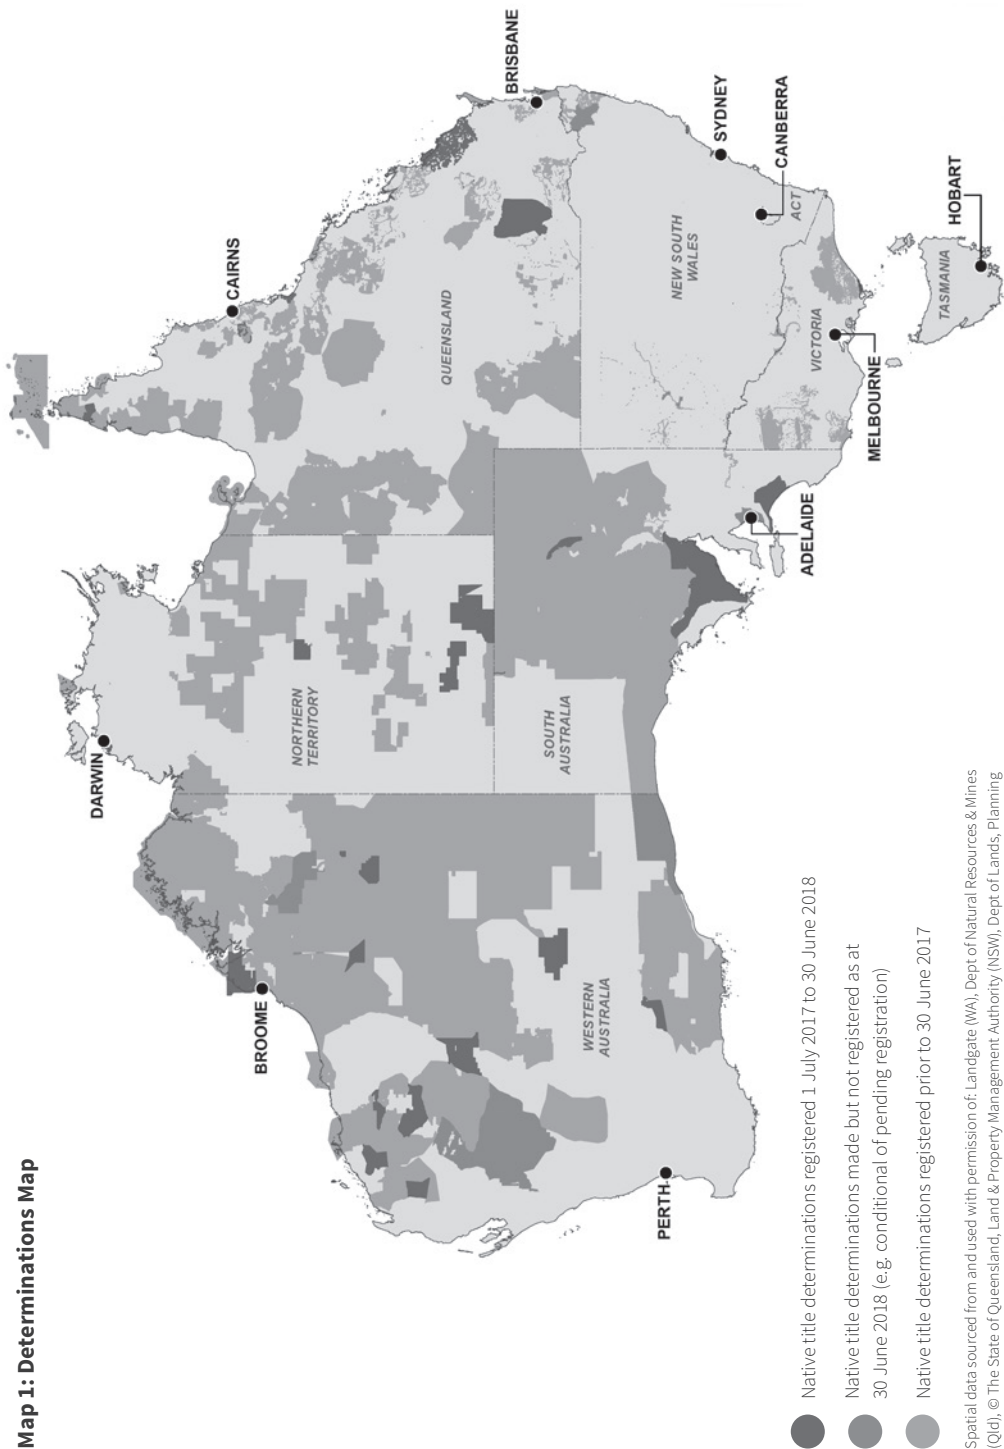 Map 1: Determinations Map
DARWIN
CAIRNS
BROOME
NORTHERN
TERRITORY
QUEENSLAND
BRISBANE
WESTERN
AUSTRALIA
SOUTH
AUSTRALIA
PERTH
NEW SOUTH
WALES
SYDNEY
ADELAIDE
CANBERRA
ACT
VICTORIA
MELBOURNE
TASMANIA
HOBART
Native title determinations registered 1 July 2017 to 30 June 2018
Native title determinations made but not registered as at
30 June 2018 (e.g. conditional of pending registration)
Native title determinations registered prior to 30 June 2017
Spatial data sourced from and used with permission of: Landgate (WA), Dept of Natural Resources & Mines
(Qld), © The State of Queensland, Land & Property Management Authority (NSW), Dept of Lands, Planning